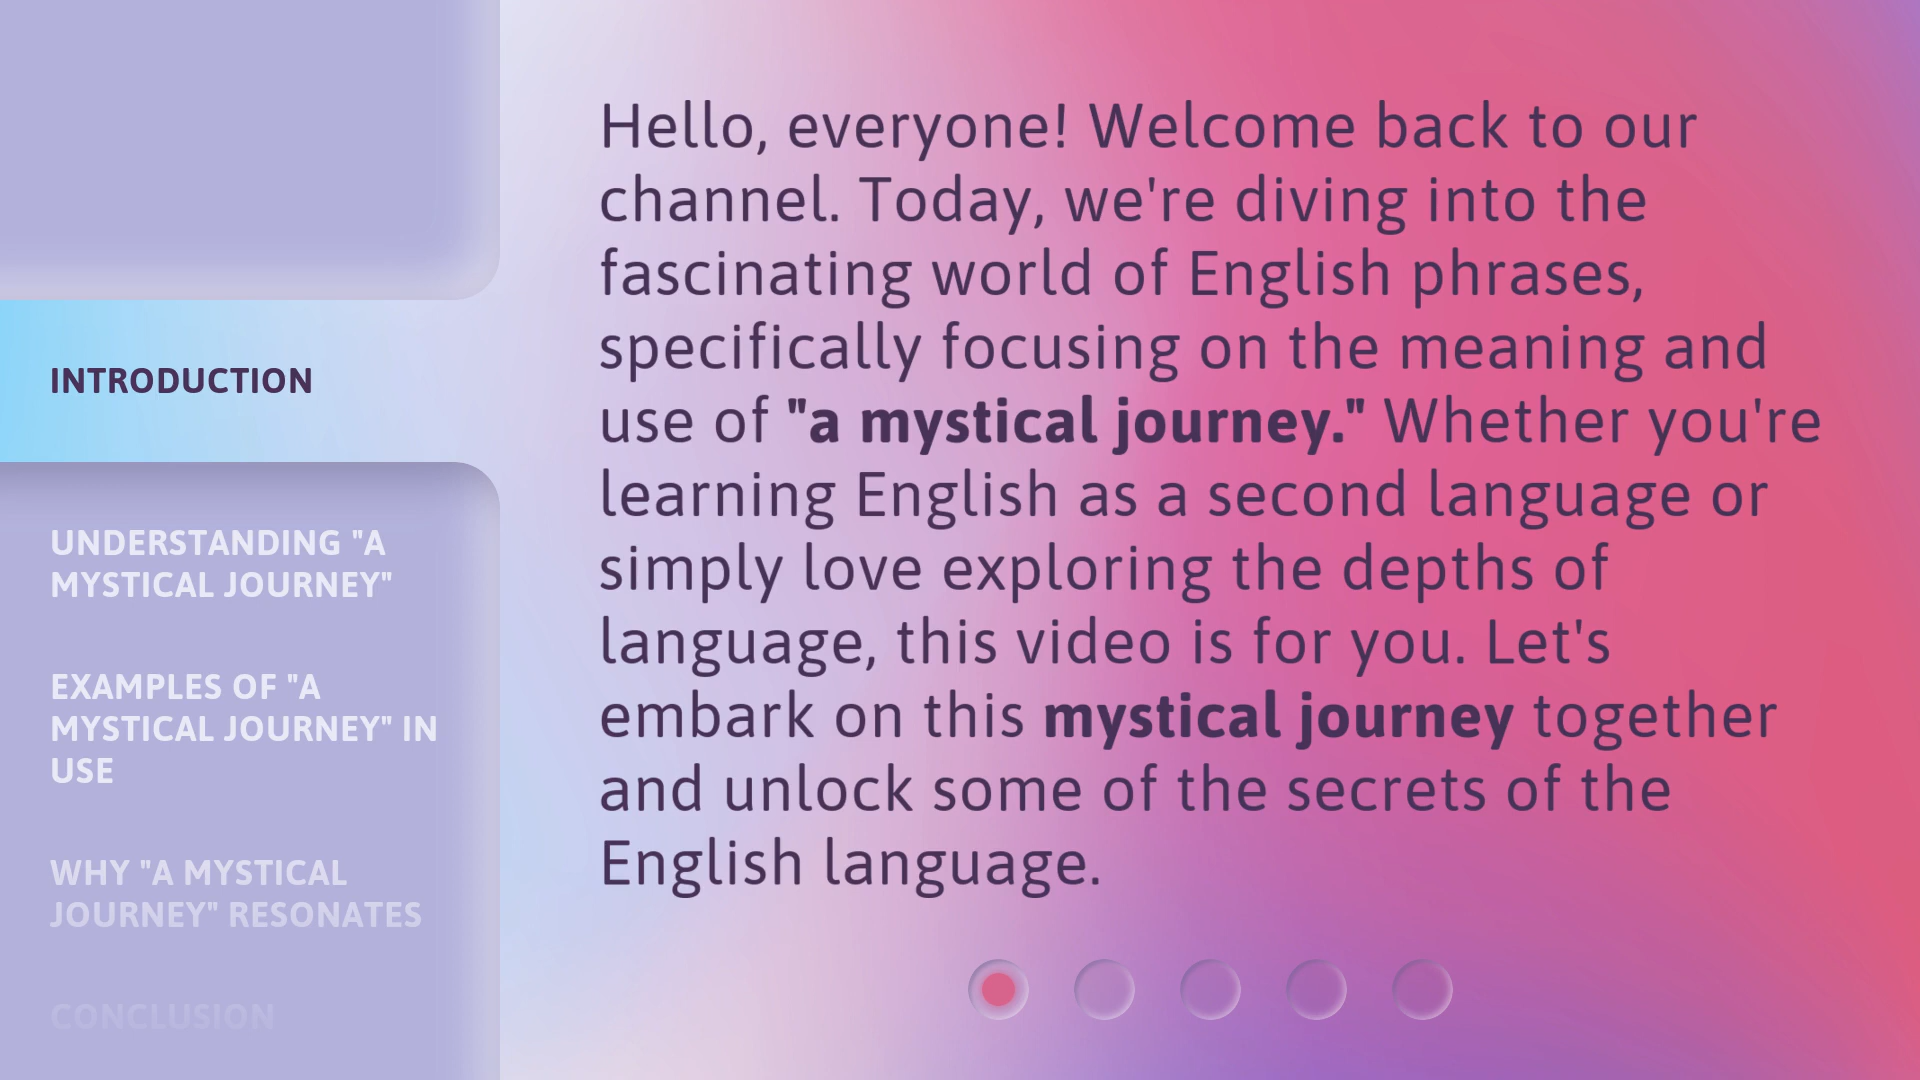 INTRODUCTION
UNDERSTANDING "A
MYSTICAL JOURNEY"
EXAMPLES OF "A
MYSTICAL JOURNEY" IN
USE
WHY "A MYSTICAL
JOURNEY" RESONATES
CONCLUSION
Hello, everyone! Welcome back to our
channel. Today, we're diving into the
fascinating world of English phrases,
specifically focusing on the meaning and
use of "a mystical journey." Whether you're
learning English as a second language or
simply love exploring the depths of
language, this video is for you. Let's
embark on this mystical journey together
and unlock some of the secrets of the
English language.